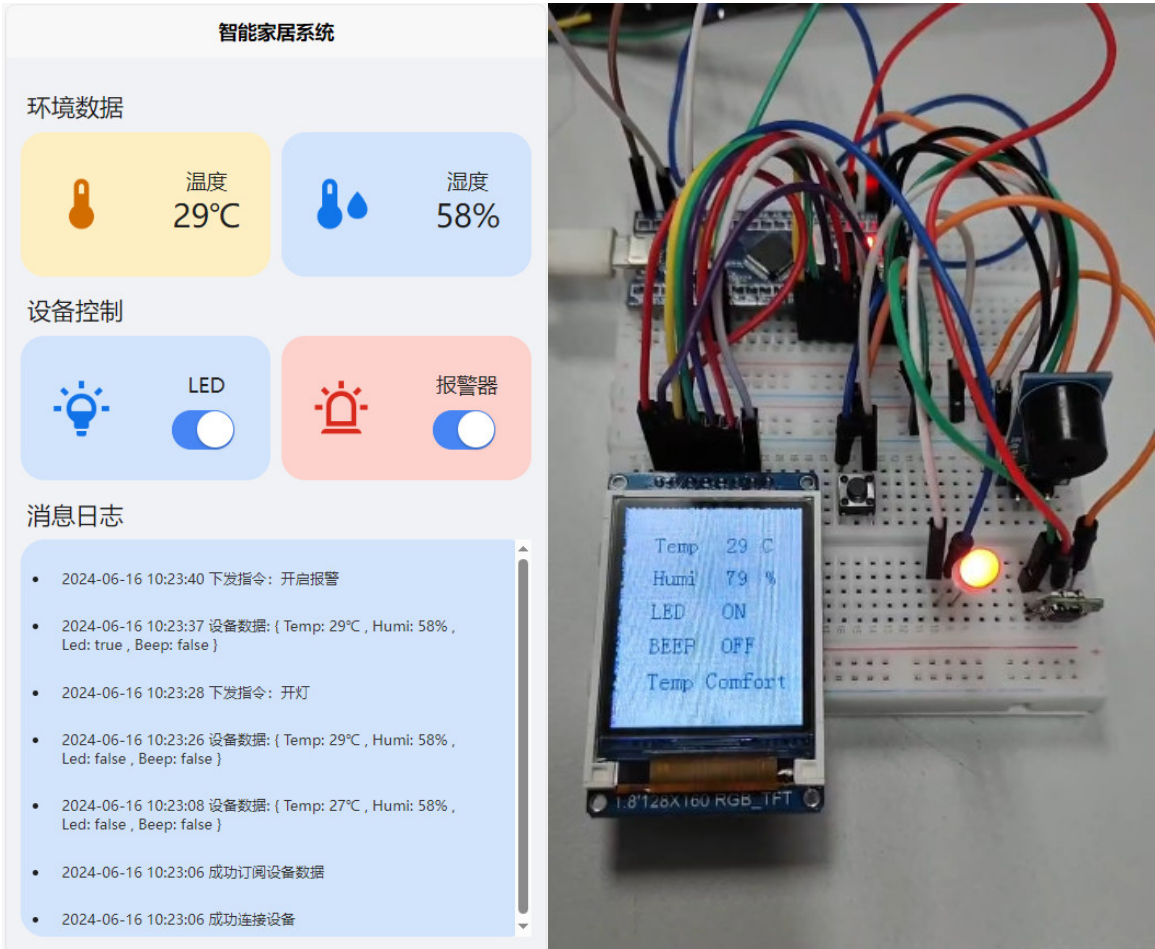 智能家居系统
环境数据
温度
29℃
湿度
58%
设备控制
LED
报警器
消息日志
2024-06-16 10:23:40 下发指令：开启报警
2024-06-16 10:23:37 设备数据: { Temp: 29℃ , Humi: 58% ,
Led: true , Beep: false }
2024-06-16 10:23:28 下发指令：开灯
2024-06-16 10:23:26 设备数据: { Temp: 29℃ , Humi: 58% ,
Led: false , Beep: false }
2024-06-16 10:23:08 设备数据: { Temp: 27℃ , Humi: 58% ,
Led: false , Beep: false }
2024-06-16 10:23:06 成功订阅设备数据
2024-06-16 10:23:06 成功连接设备
Temp 29 C
Humi 79 %
LED ON
BEEP OFF
Temp Comfort
1.8'128X160 RGB_TFT